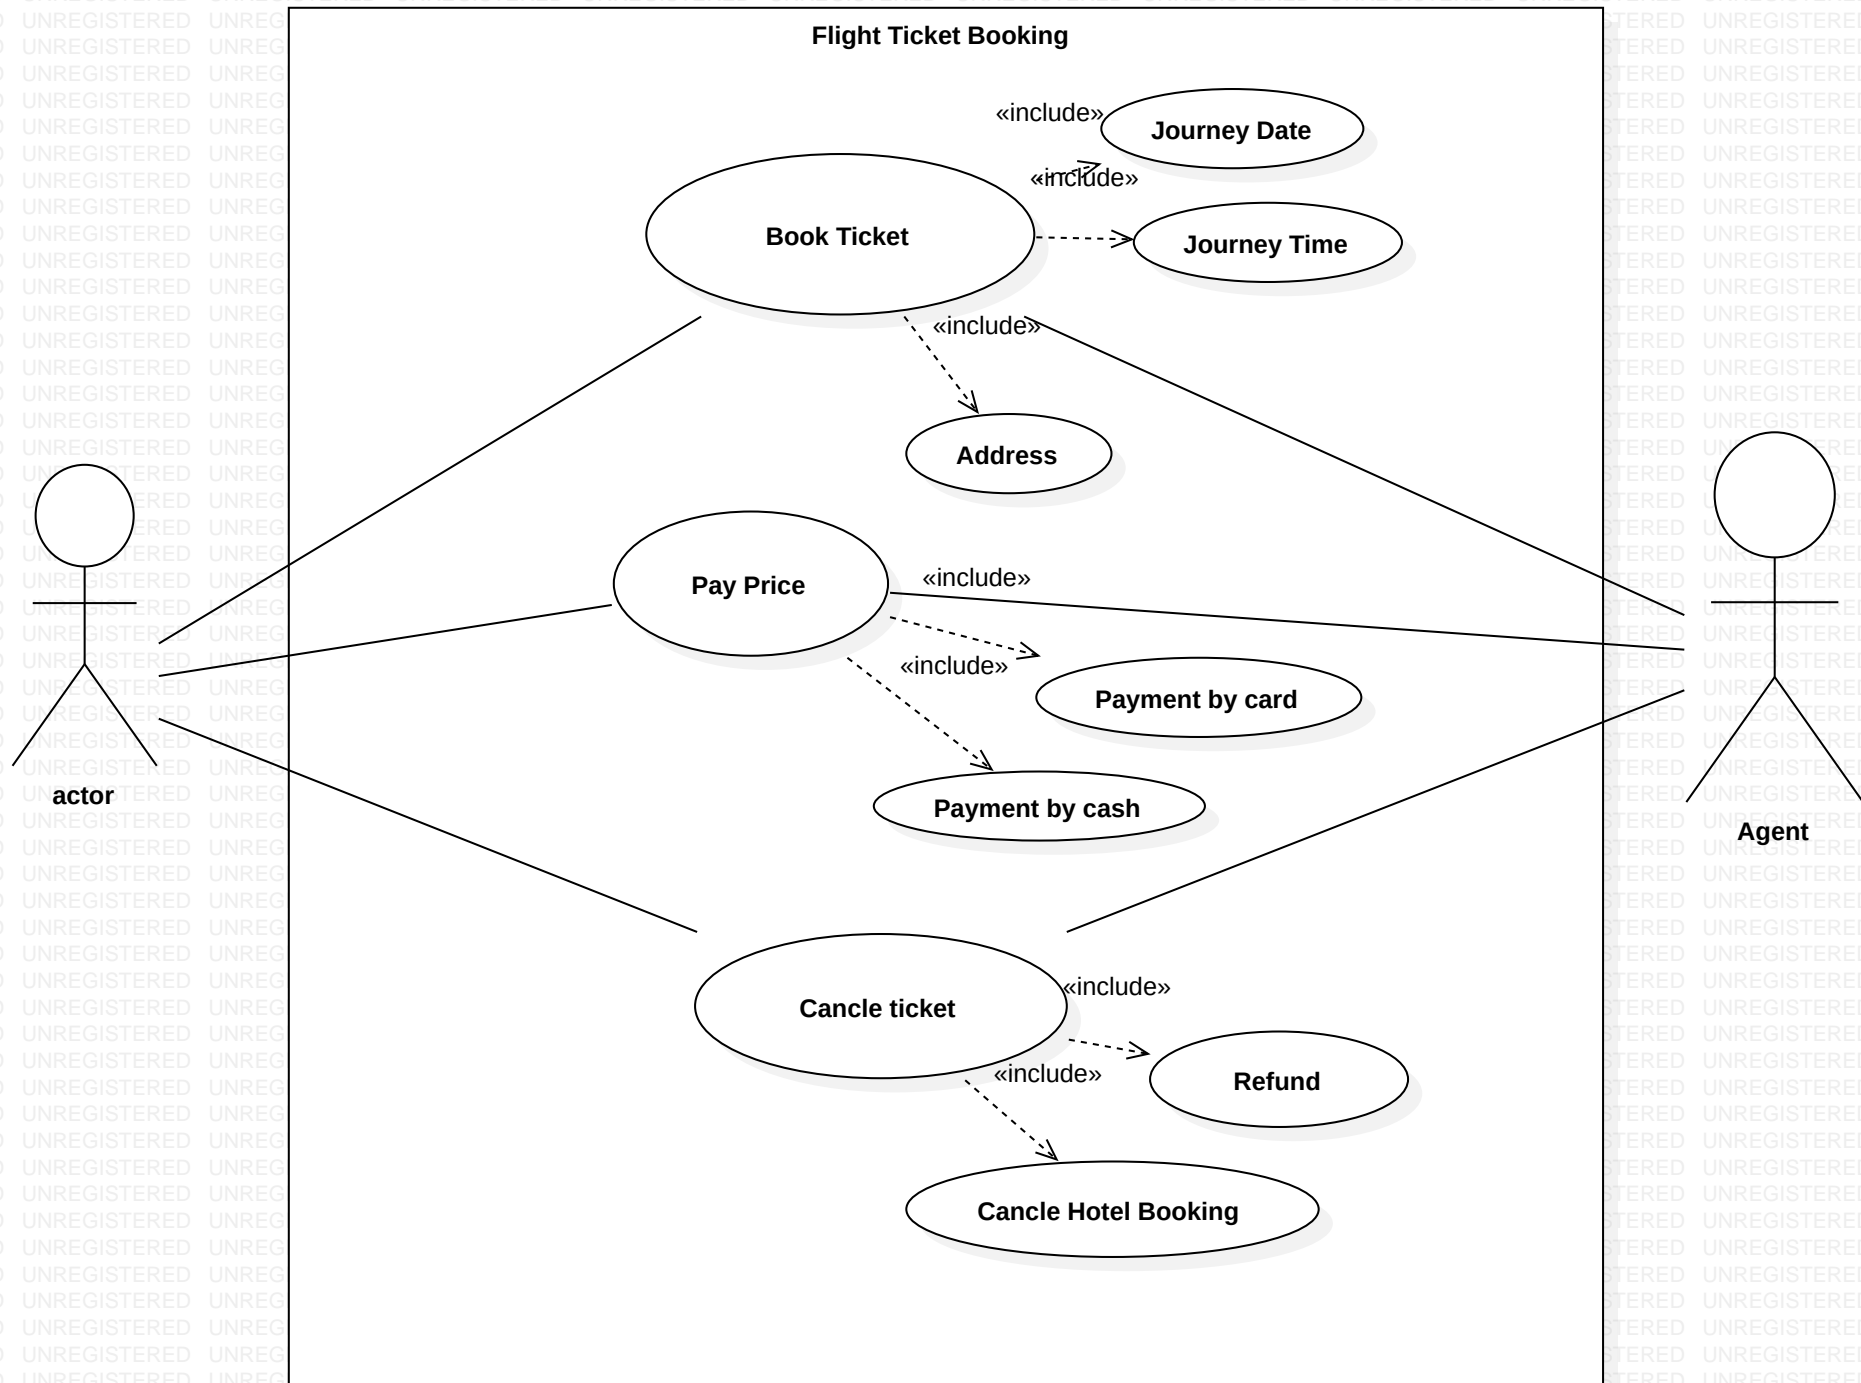 Flight Ticket Booking
«include»
Journey Date
«include»
Book Ticket
Journey Time
«include»
Address
Pay Price
«include»
«include»
Payment by card
Payment by cash
actor
Agent
Cancle ticket
«include»
«include»
Refund
Cancle Hotel Booking
UNREGISTERED